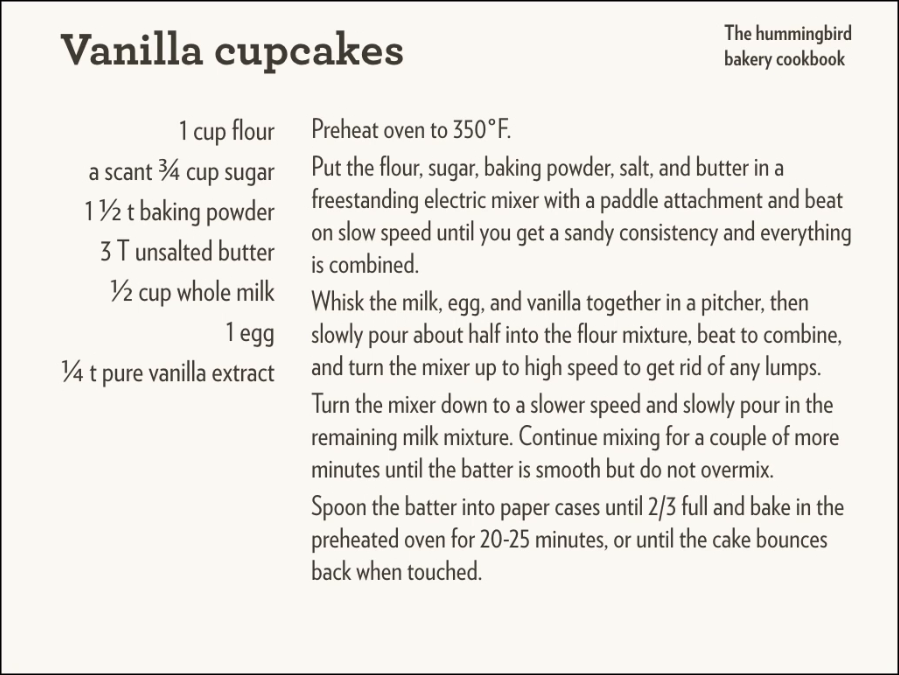 Vanilla cupcakes
The hummingbird
bakery cookbook
1 cup flour
a scant ¾ cup sugar
1 ½ t baking powder
3 T unsalted butter
½ cup whole milk
1 egg
¼ t pure vanilla extract
Preheat oven to 350°F.
Put the flour, sugar, baking powder, salt, and butter in a
freestanding electric mixer with a paddle attachment and beat
on slow speed until you get a sandy consistency and everything
is combined.
Whisk the milk, egg, and vanilla together in a pitcher, then
slowly pour about half into the flour mixture, beat to combine,
and turn the mixer up to high speed to get rid of any lumps.
Turn the mixer down to a slower speed and slowly pour in the
remaining milk mixture. Continue mixing for a couple of more
minutes until the batter is smooth but do not overmix.
Spoon the batter into paper cases until 2/3 full and bake in the
preheated oven for 20-25 minutes, or until the cake bounces
back when touched.